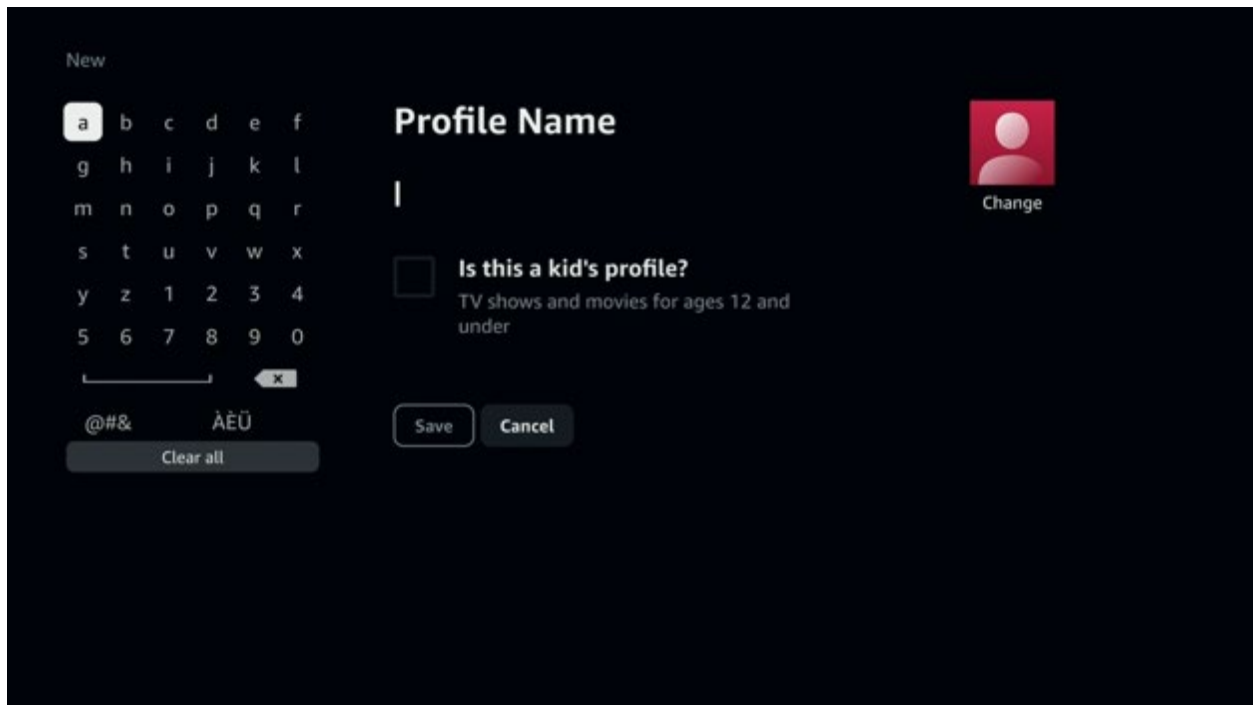 New
a b c d e f
g h i j k l
m n o p q r
s t u v w x
y z 1 2 3 4
5 6 7 8 9 0
@#& ÀÈÜ
Clear all
Profile Name
Is this a kid's profile?
TV shows and movies for ages 12 and
under
Save Cancel
Change